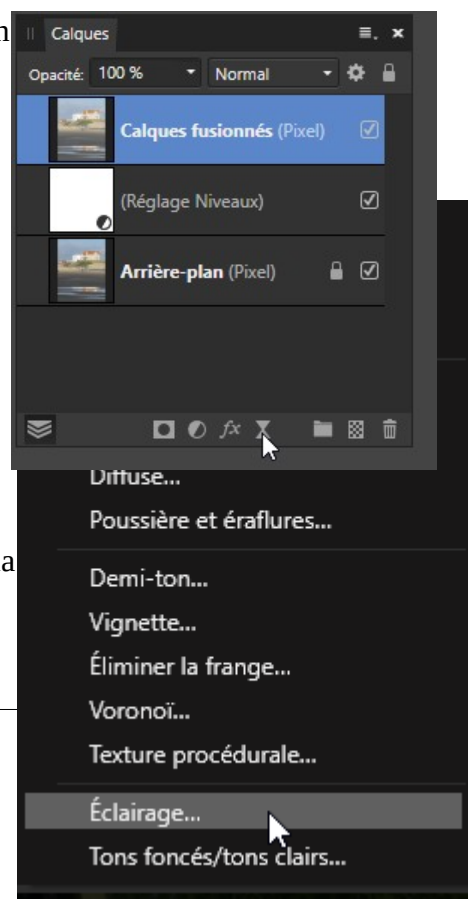 n
Calques
Opacité: 100 % Normal
Calques fusionnés (Pixel)
(Réglage Niveaux)
Arrière-plan (Pixel)
fx
Diffuse...
Poussière et éraflures...
a
Demi-ton...
Vignette...
Éliminer la frange...
Voronoï...
Texture procédurale...
Éclairage...
Tons foncés/tons clairs...